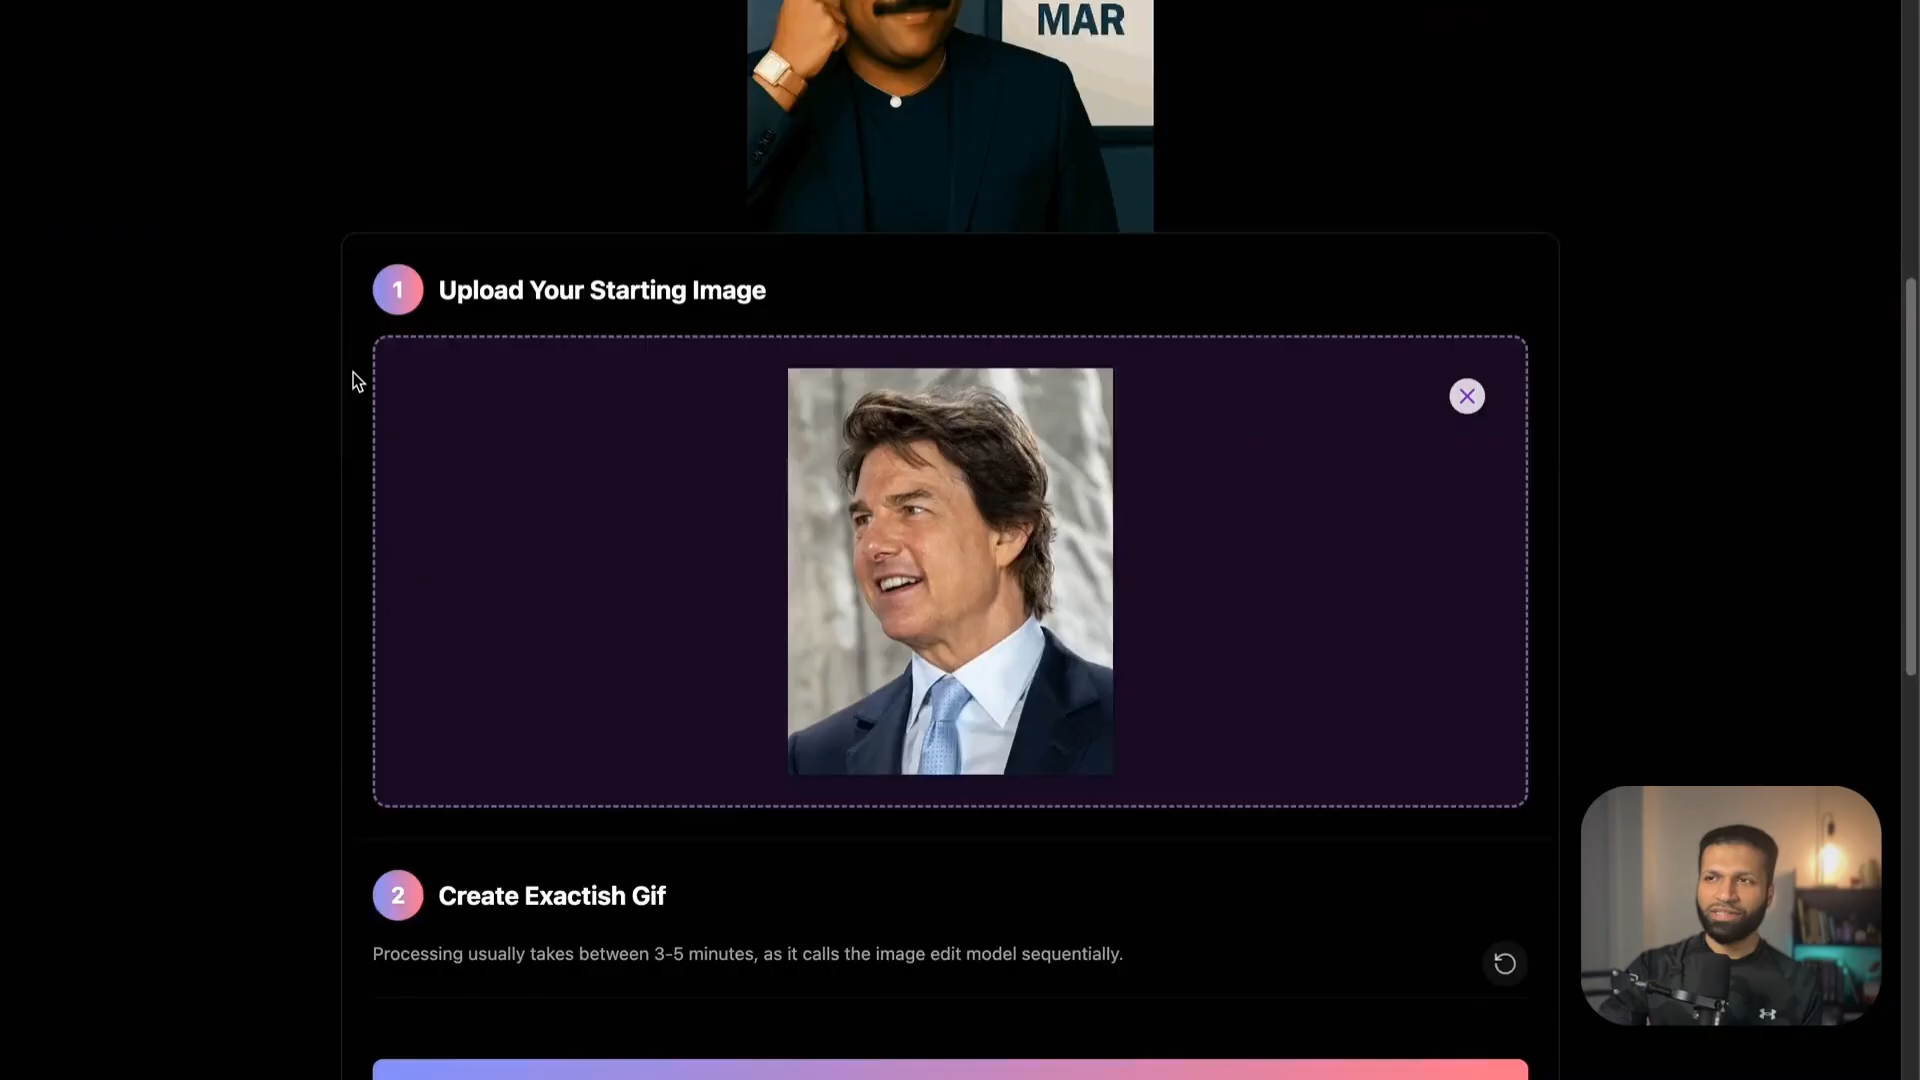 MAR
1 Upload Your Starting Image
2 Create Exactish Gif
Processing usually takes between 3-5 minutes, as it calls the image edit model sequentially.